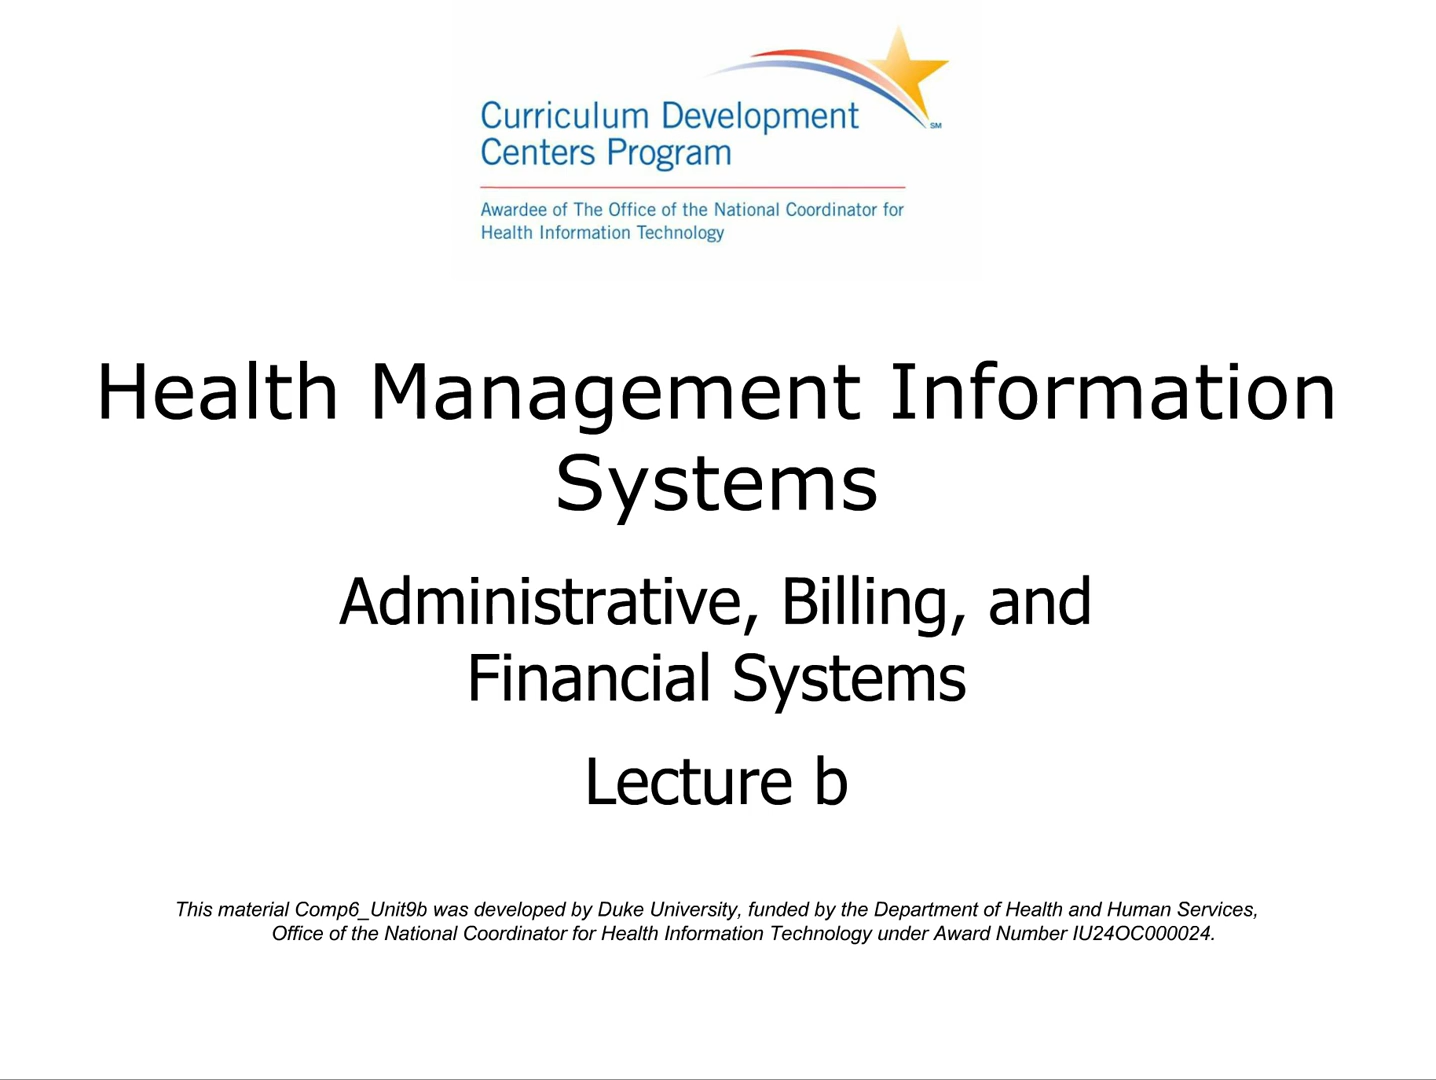 Curriculum Development
Centers Program
SM
Awardee of The Office of the National Coordinator for
Health Information Technology
Health Management Information
Systems
Administrative, Billing, and
Financial Systems
Lecture b
This material Comp6_Unit9b was developed by Duke University, funded by the Department of Health and Human Services,
Office of the National Coordinator for Health Information Technology under Award Number IU24OC000024.